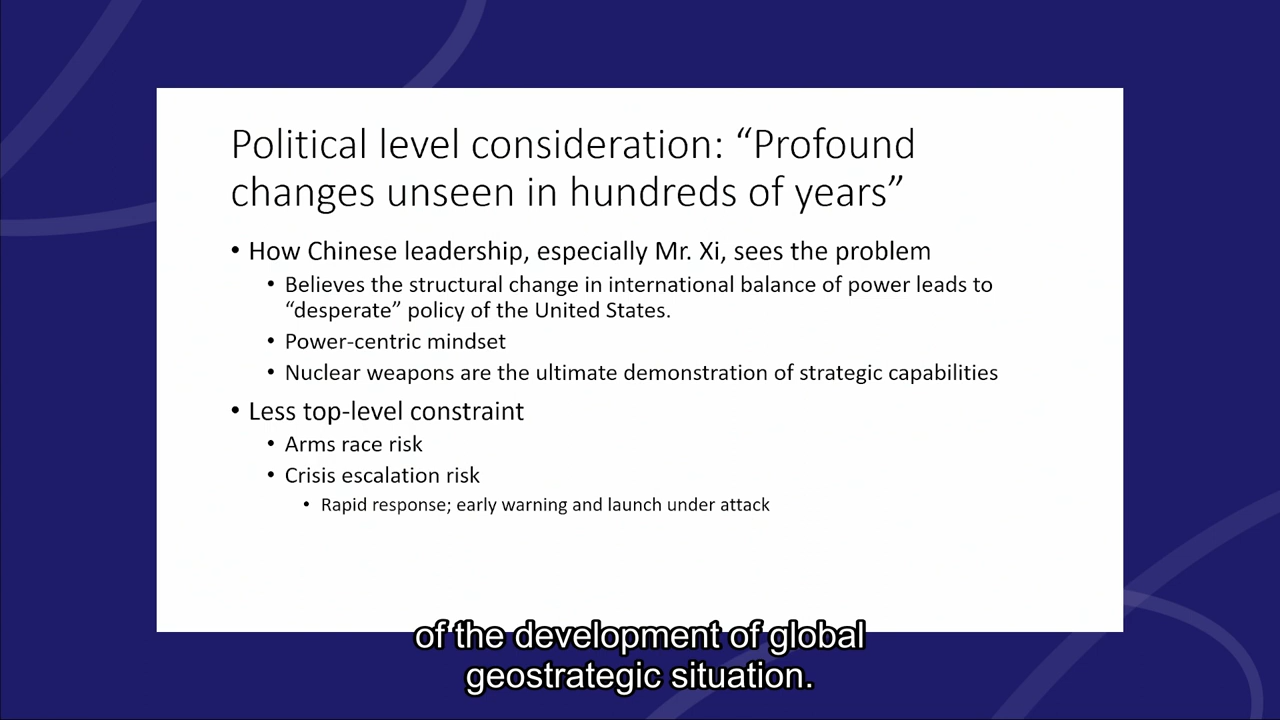 Political level consideration: “Profound
changes unseen in hundreds of years”
• How Chinese leadership, especially Mr. Xi, sees the problem
• Believes the structural change in international balance of power leads to
“desperate” policy of the United States.
• Power-centric mindset
• Nuclear weapons are the ultimate demonstration of strategic capabilities
• Less top-level constraint
• Arms race risk
• Crisis escalation risk
• Rapid response; early warning and launch under attack
of the development of global
geostrategic situation.